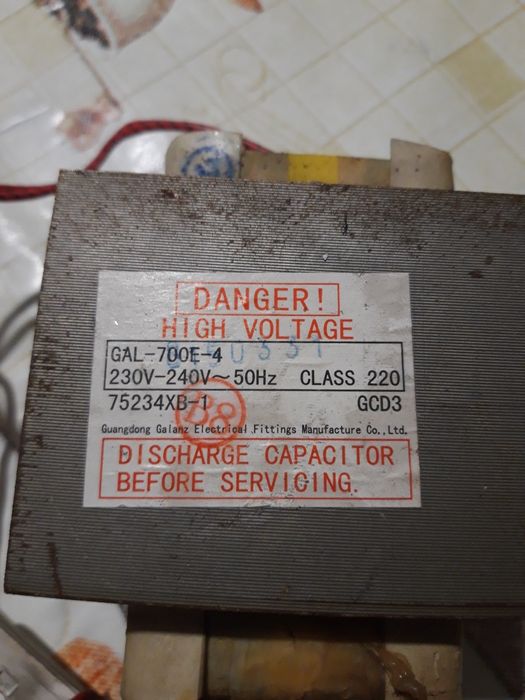 DANGER!
HIGH VOLTAGE
GAL-700E-4
230V-240V~50Hz CLASS 220
75234XB-1 GCD3
B8
Guangdong Galanz Electrical Fittings Manufacture Co., Ltd.
DISCHARGE CAPACITOR
BEFORE SERVICING.